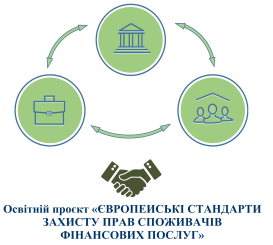 Освітній проєкт «ЄВРОПЕЙСЬКІ СТАНДАРТИ
ЗАХИСТУ ПРАВ СПОЖИВАЧІВ
ФІНАНСОВИХ ПОСЛУГ»